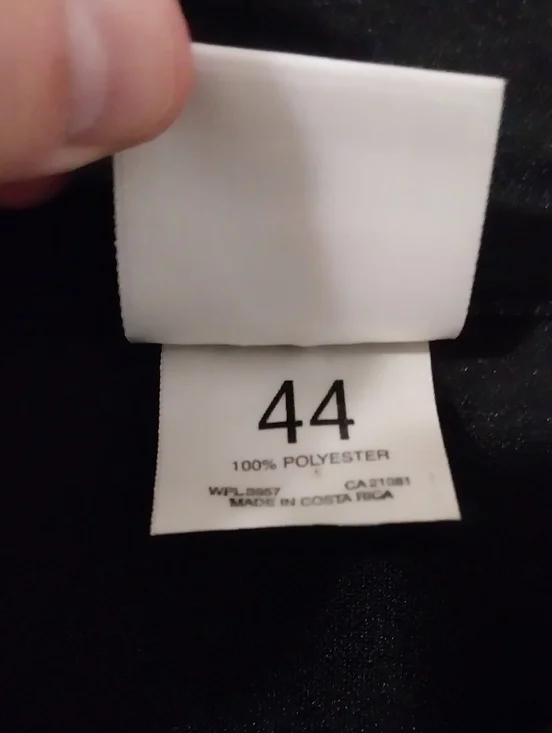 44
100% POLYESTER
WPL 8957 CA 21081
MADE IN COSTA RICA